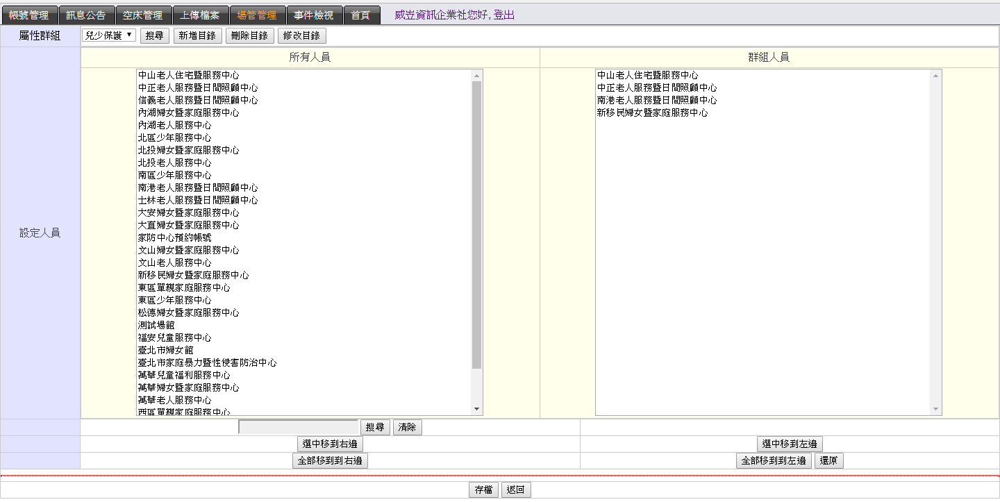 帳號管理 訊息公告 空床管理 上傳檔案 場管管理 事件檢視 首頁 威岦資訊企業社您好, 登出
屬性群組 兒少保護 搜尋 新增目錄 刪除目錄 修改目錄
所有人員 群組人員
設定人員
中山老人住宅暨服務中心
中正老人服務暨日間照顧中心
信義老人服務暨日間照顧中心
內湖婦女暨家庭服務中心
內湖老人服務中心
北區少年服務中心
北投婦女暨家庭服務中心
北投老人服務中心
南區少年服務中心
南港老人服務暨日間照顧中心
士林老人服務暨日間照顧中心
大安婦女暨家庭服務中心
大直婦女暨家庭服務中心
家防中心預約帳號
文山婦女暨家庭服務中心
文山老人服務中心
新移民婦女暨家庭服務中心
東區單親家庭服務中心
東區少年服務中心
松德婦女暨家庭服務中心
測試場館
福安兒童服務中心
臺北市婦女館
臺北市家庭暴力暨性侵害防治中心
萬華兒童福利服務中心
萬華婦女暨家庭服務中心
萬華老人服務中心
西區單親家庭服務中心
中山老人住宅暨服務中心
中正老人服務暨日間照顧中心
南港老人服務暨日間照顧中心
新移民婦女暨家庭服務中心
搜尋 清除
選中移到右邊 選中移到左邊
全部移到到右邊 全部移到到左邊 還原
存檔 返回